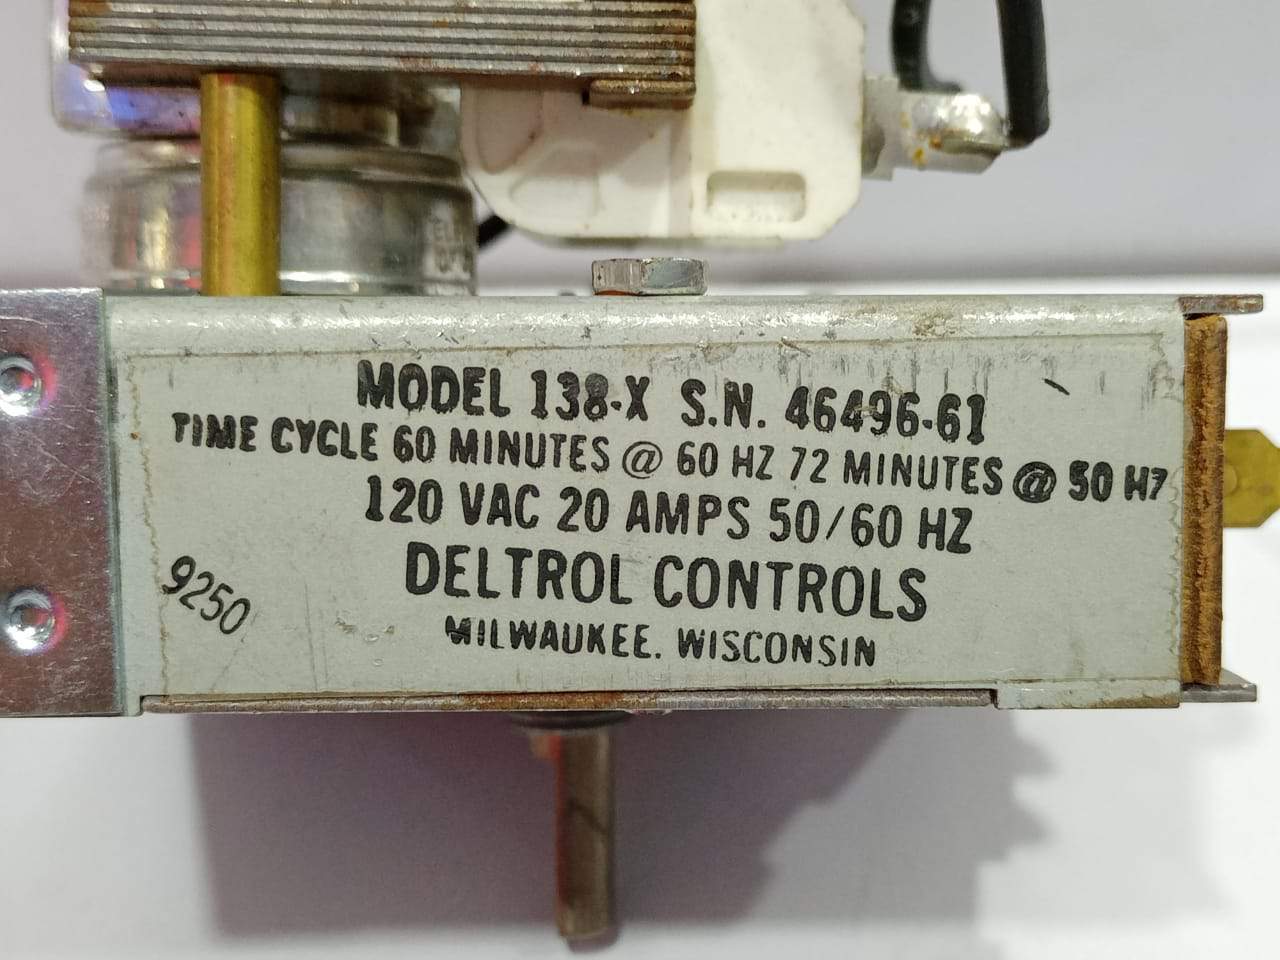 MODEL 138-X S.N. 46496-61
TIME CYCLE 60 MINUTES @ 60 HZ 72 MINUTES @ 50 HZ
120 VAC 20 AMPS 50/60 HZ
DELTROL CONTROLS
9250
MILWAUKEE. WISCONSIN